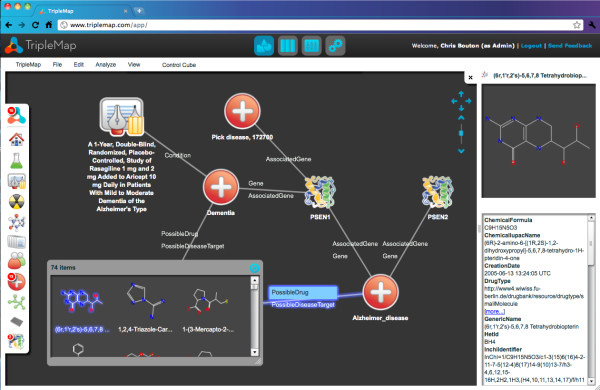 TripleMap
www.triplemap.com/app/
TripleMap
Welcome, Chris Bouton (as Admin) | Logout | Send Feedback
TripleMap File Edit Analyze View Control Cube
x
(6r,1'r,2's)-5,6,7,8 Tetrahydrobiop...
Pick disease, 172700
A 1-Year, Double-Blind,
Randomized, Placebo-
Controlled, Study of
Rasagiline 1 mg and 2
mg Added to Aricept 10
mg Daily in Patients
With Mild to Moderate
Dementia of the
Alzheimer's Type
Condition
AssociatedGene
Gene
AssociatedGene
Dementia
PSEN1
PSEN2
PossibleDrug
PossibleDiseaseTarget
AssociatedGene
Gene
AssociatedGene
Gene
74 items
PossibleDrug
PossibleDiseaseTarget
Alzheimer_disease
(6r,1'r,2's)-5,6,7,8 ...
1,2,4-Triazole-Car...
1-(3-Mercapto-2-...
ChemicalFormula
C9H15N5O3
ChemicalIupacName
(6R)-2-amino-6-[(1R,2S)-1,2-
dihydroxypropyl]-5,6,7,8-tetrahydro-1H-
pteridin-4-one
CreationDate
2005-06-13 13:24:05 UTC
DrugType
http://www4.wiwiss.fu-
berlin.de/drugbank/resource/drugtype/s
mallMolecule
[more...]
GenericName
(6r,1'r,2's)-5,6,7,8 Tetrahydrobiopterin
HetId
BH4
InchiIdentifier
InChI=1/C9H15N5O3/c1-3(15)6(16)4-2-
11-7-5(12-4)8(17)14-9(10)13-7/h3-
4,6,12,15-
16H,2H2,1H3,(H4,10,11,13,14,17)/t/h11